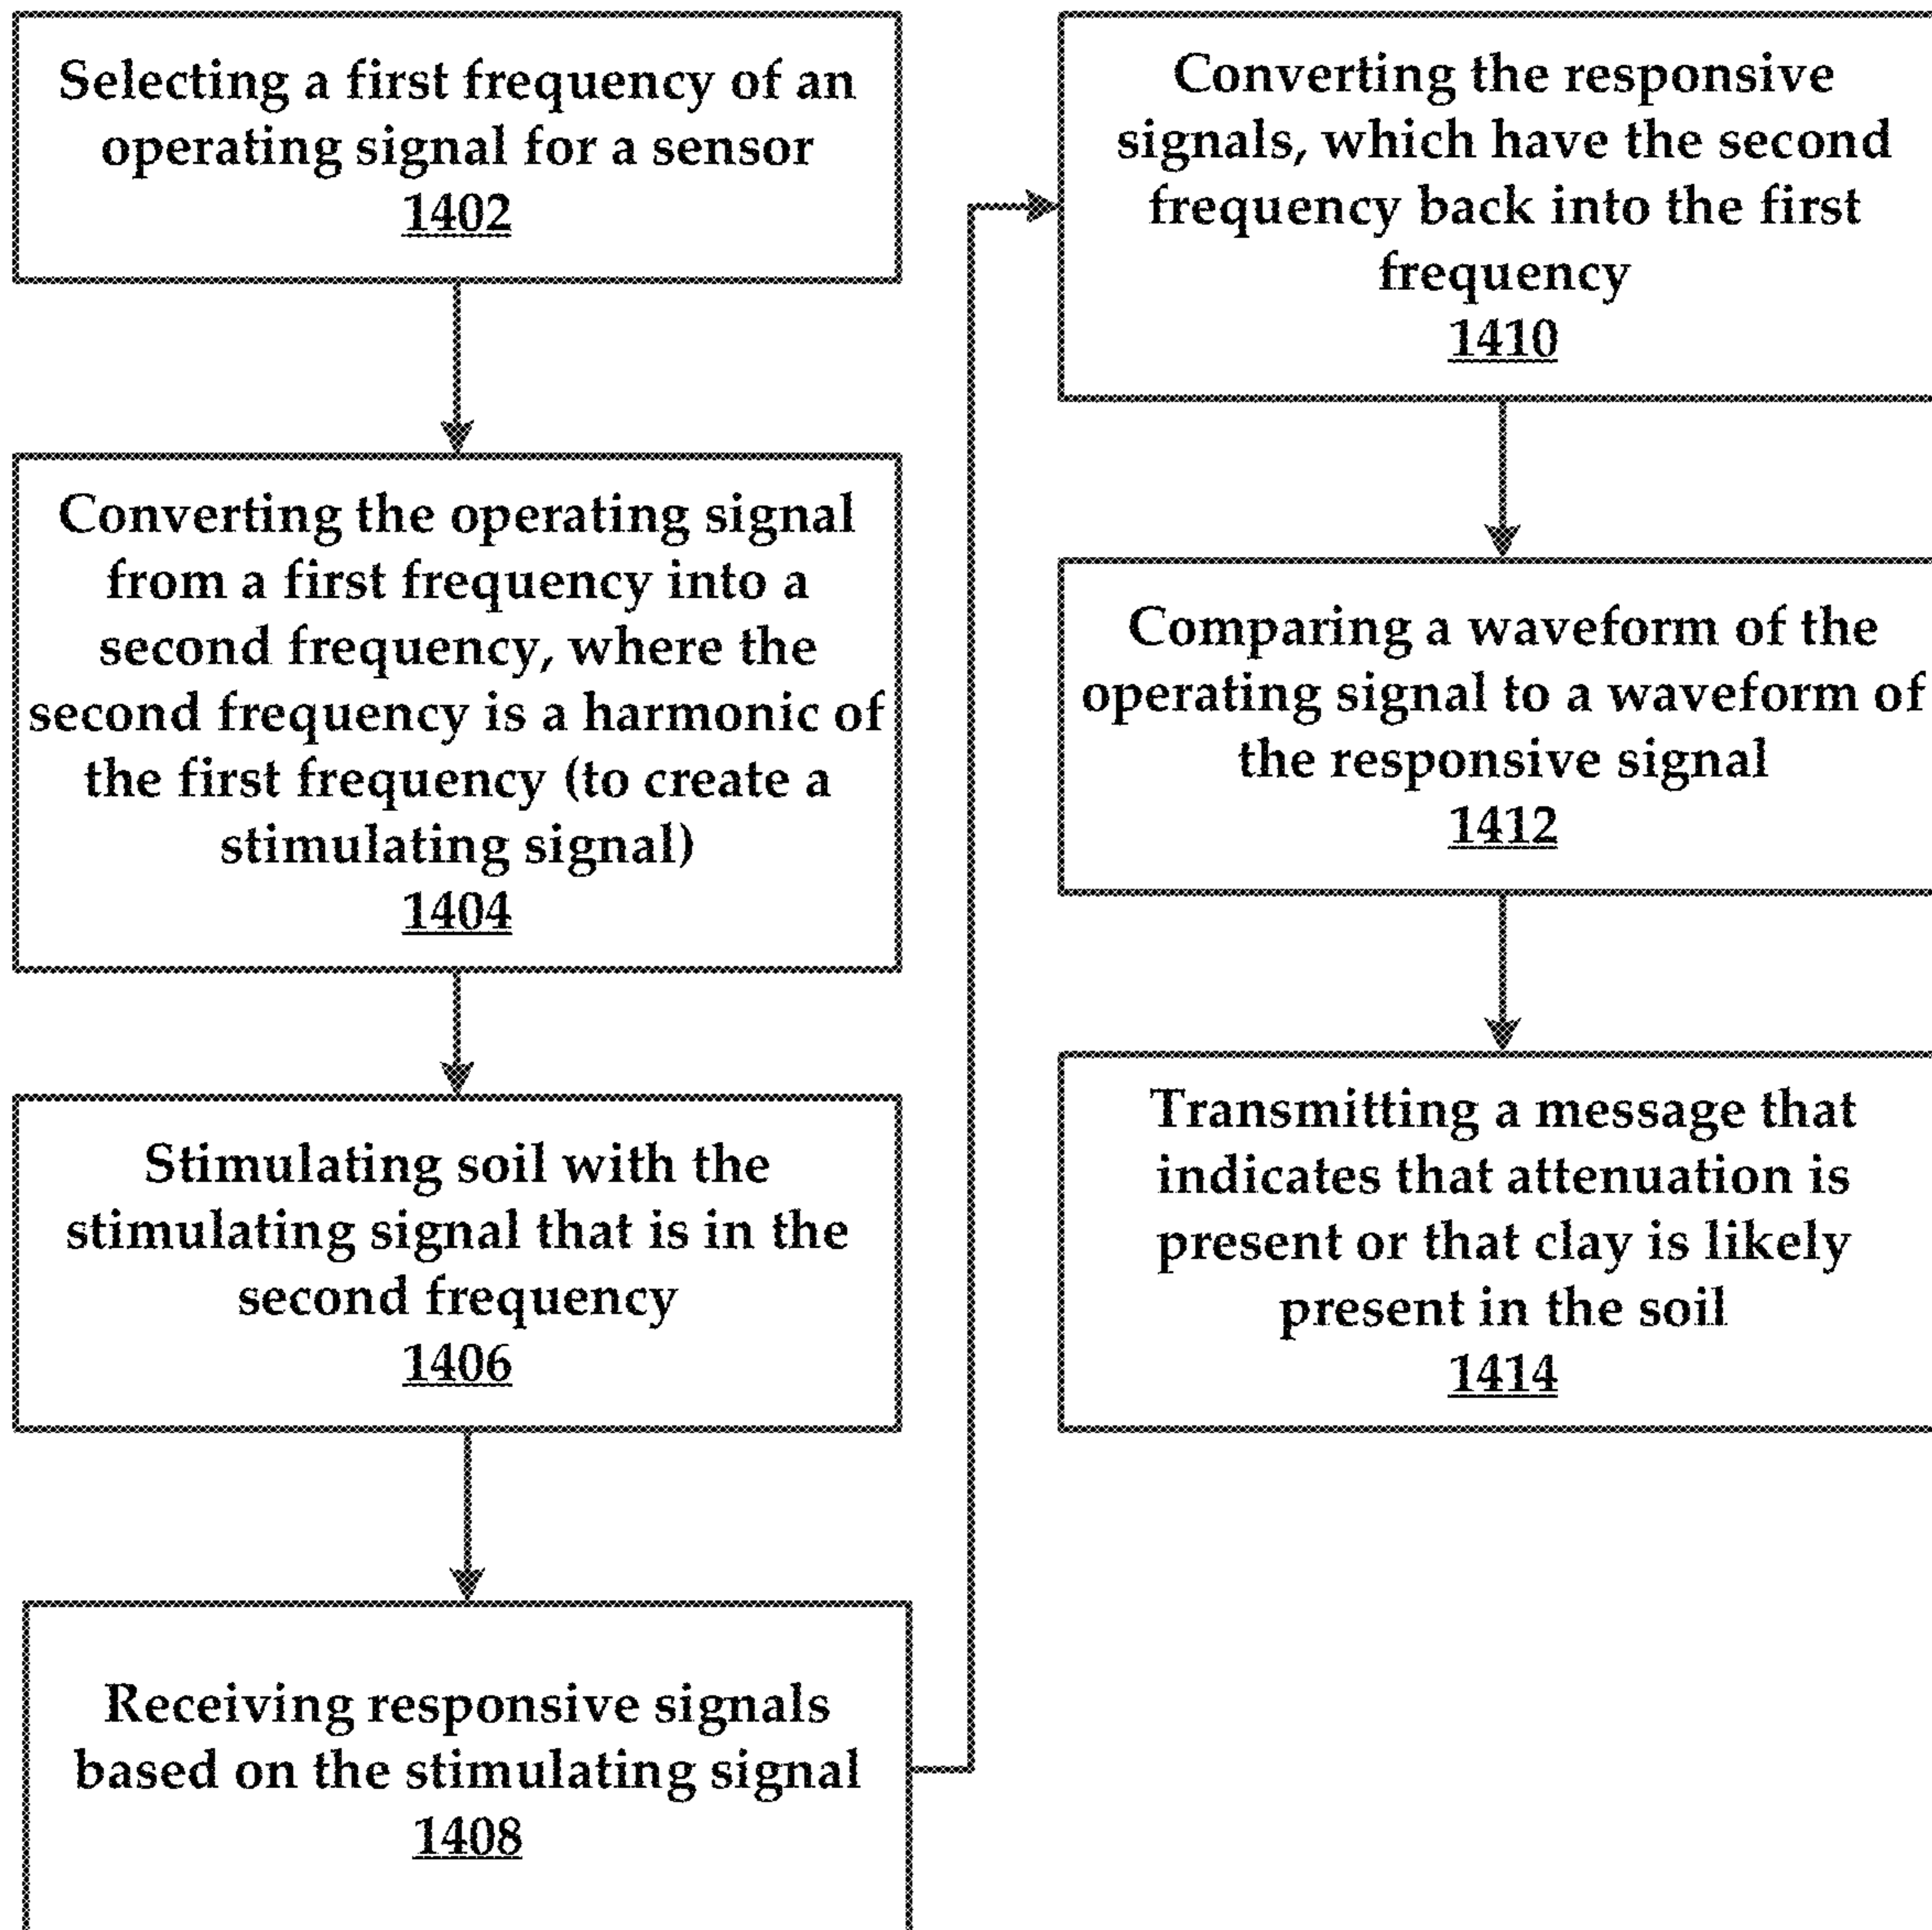 Selecting a first frequency of an
operating signal for a sensor
1402
Converting the operating signal
from a first frequency into a
second frequency, where the
second frequency is a harmonic of
the first frequency (to create a
stimulating signal)
1404
Stimulating soil with the
stimulating signal that is in the
second frequency
1406
Receiving responsive signals
based on the stimulating signal
1408
Converting the responsive
signals, which have the second
frequency back into the first
frequency
1410
Comparing a waveform of the
operating signal to a waveform of
the responsive signal
1412
Transmitting a message that
indicates that attenuation is
present or that clay is likely
present in the soil
1414